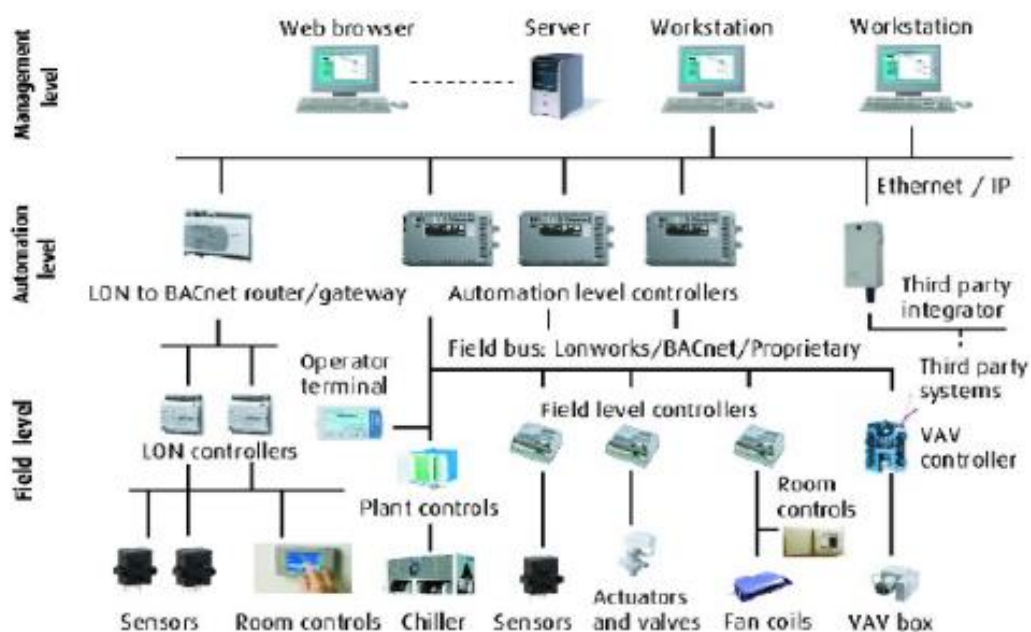 Management
level
Web browser
Server
Workstation
Workstation
Ethernet / IP
Automation
level
LON to BACnet router/gateway
Automation level controllers
Third party
integrator
Field bus: Lonworks/BACnet/Proprietary
Operator
terminal
Third party
systems
Field level
LON controllers
Field level controllers
VAV
controller
Plant controls
Room
controls
Sensors
Room controls
Chiller
Sensors
Actuators
and valves
Fan coils
VAV box